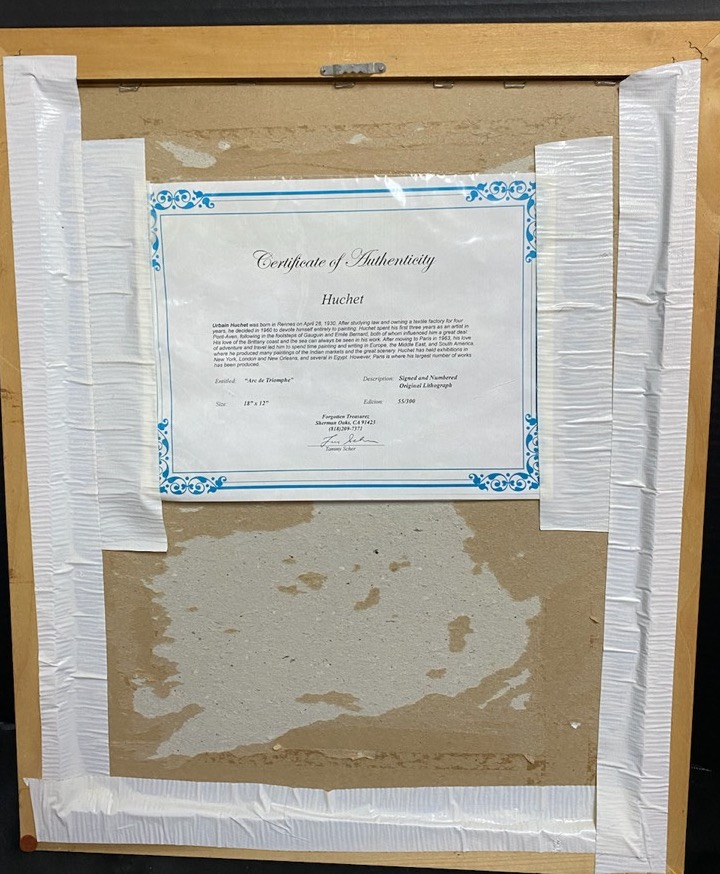 Certificate of Authenticity
Huchet
Urbain Huchet was born in Rennes on April 28, 1930. After studying law and owning a textile factory for four
years, he decided in 1960 to devote himself entirely to painting. Huchet spent his first three years as an artist in
Pont-Aven, following in the footsteps of Gauguin and Emile Bernard, both of whom influenced him a great deal.
His love of the Brittany coast and the sea can always be seen in his work. After moving to Paris in 1963, his love
of adventure and travel led him to spend time painting and writing in Europe, the Middle East, and South America,
where he produced many paintings of the Indian markets and the great scenery. Huchet has held exhibitions in
New York, London and New Orleans, and several in Egypt. However, Paris is where his largest number of works
has been produced.
Entitled: "Arc de Triomphe" Description: Signed and Numbered
Original Lithograph
Size: 18" x 12" Edition: 55/300
Forgotten Treasures
Sherman Oaks, CA 91423
(818)209-7571
Tammy Scher